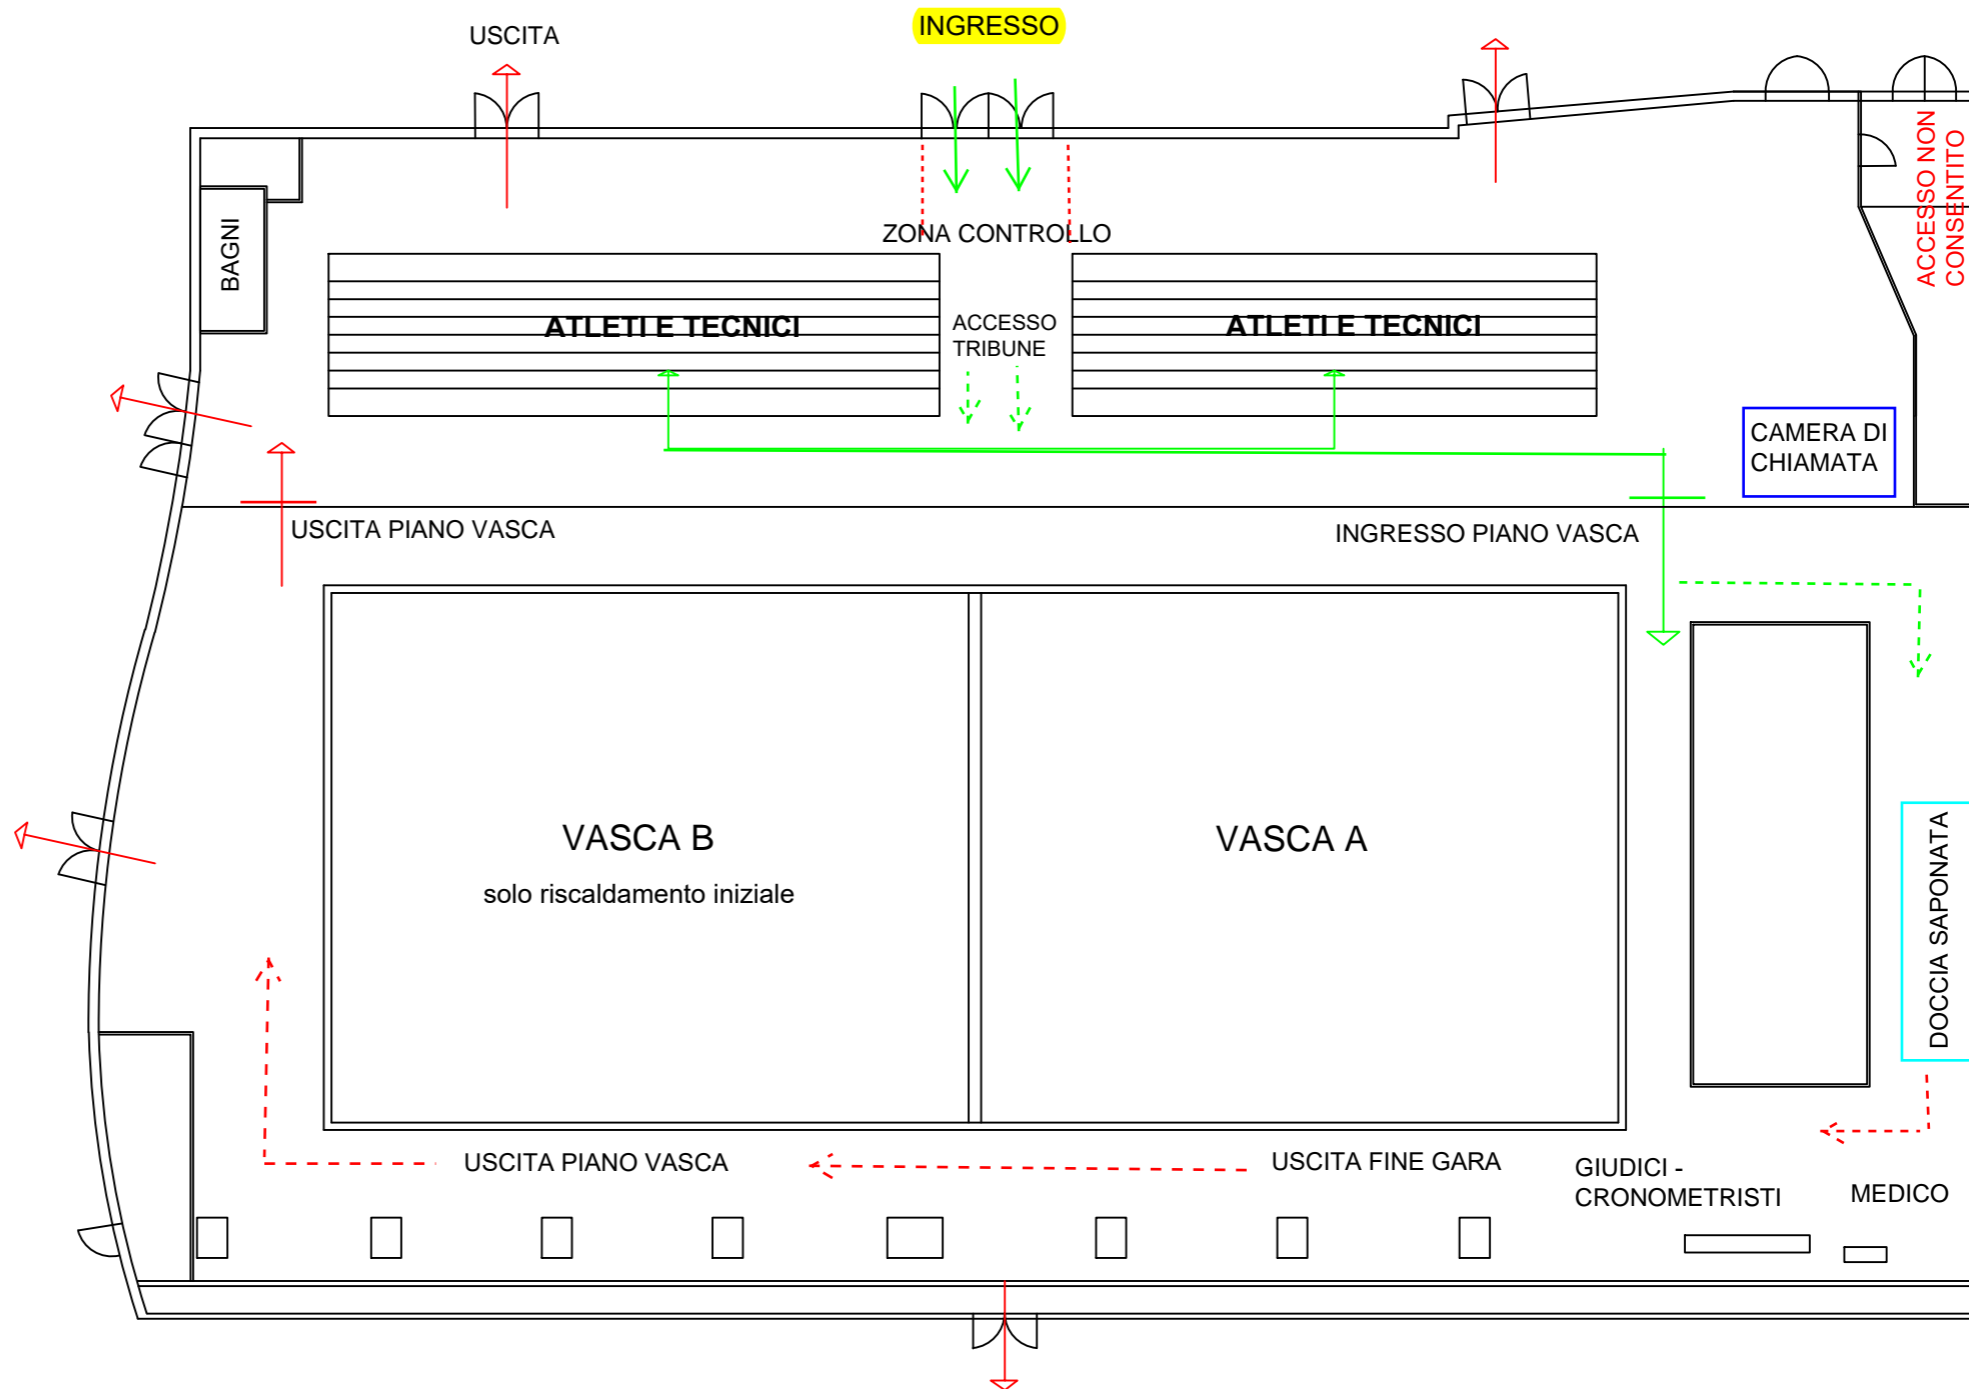 USCITA
INGRESSO
ACCESSO NON
CONSENTITO
BAGNI
ZONA CONTROLLO
ATLETI E TECNICI
ACCESSO
TRIBUNE
ATLETI E TECNICI
CAMERA DI
CHIAMATA
USCITA PIANO VASCA
INGRESSO PIANO VASCA
VASCA B
solo riscaldamento iniziale
VASCA A
DOCCIA SAPONATA
USCITA PIANO VASCA
USCITA FINE GARA
GIUDICI -
CRONOMETRISTI
MEDICO